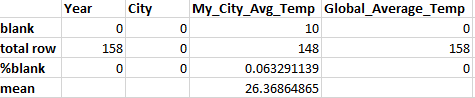 Year City My_City_Avg_Temp Global_Average_Temp
blank 0 0 10 0
total row 158 0 148 158
%blank 0 0 0.063291139 0
mean 26.36864865